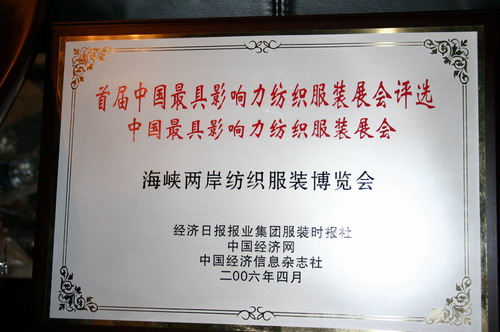 首届中国最具影响力纺织服装展会评选
中国最具影响力纺织服装展会
海峡两岸纺织服装博览会
经济日报报业集团服装时报社
中国经济网
中国经济信息杂志社
二00六年四月